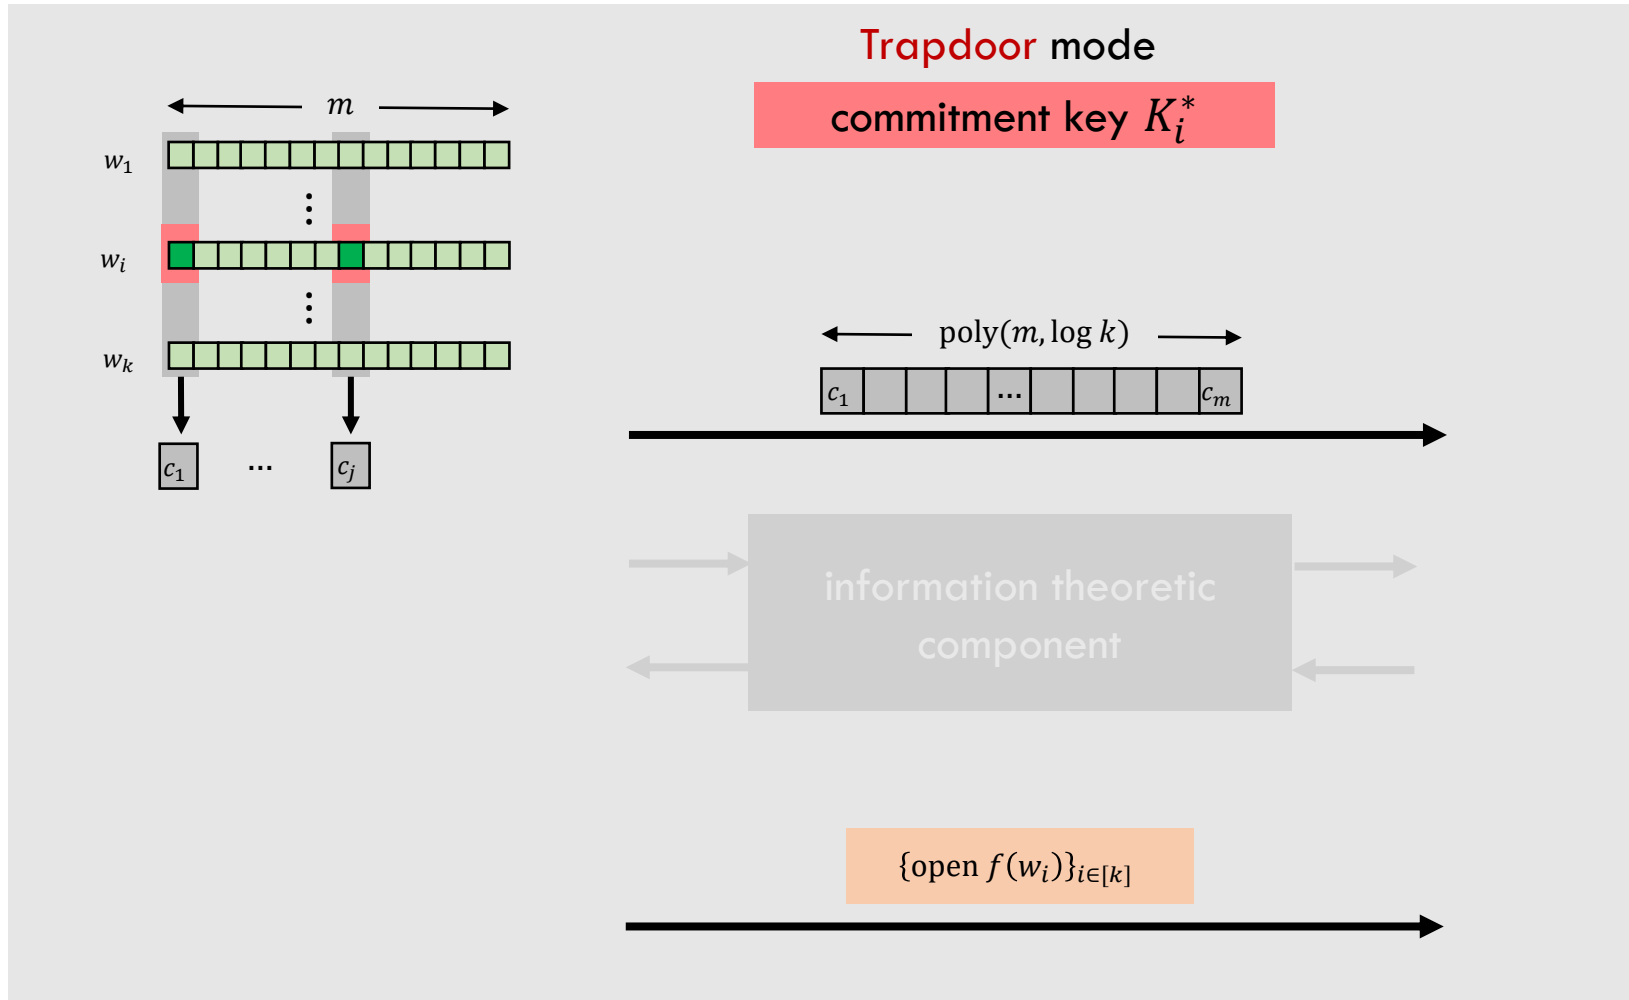 Trapdoor mode
commitment key $K_i^*$
$m$
$w_1$
⋮
$w_i$
⋮
$w_k$
$c_1$ ... $c_j$
poly($m$, log $k$)
$c_1$ ... $c_m$
information theoretic
component
{open $f(w_i)$}$_{i∈[k]}$